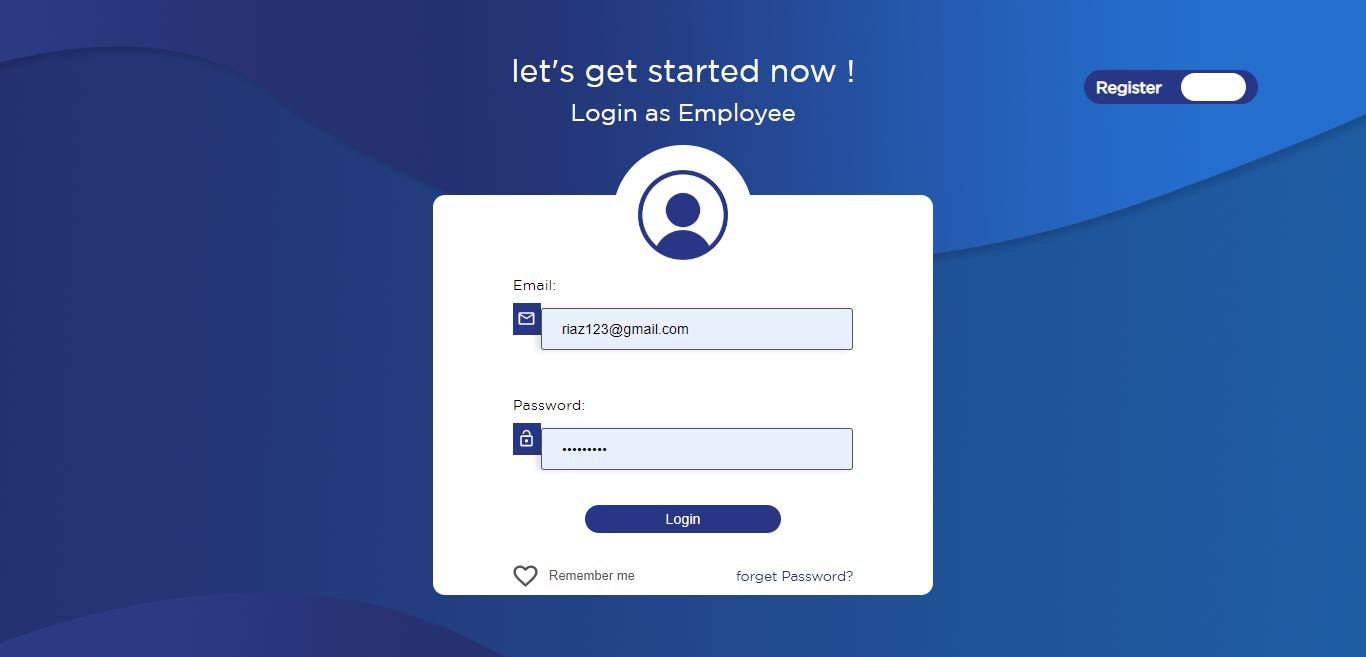 let's get started now !
Login as Employee
Register
Email:
riaz123@gmail.com
Password:
•••••••••
Login
Remember me
forget Password?